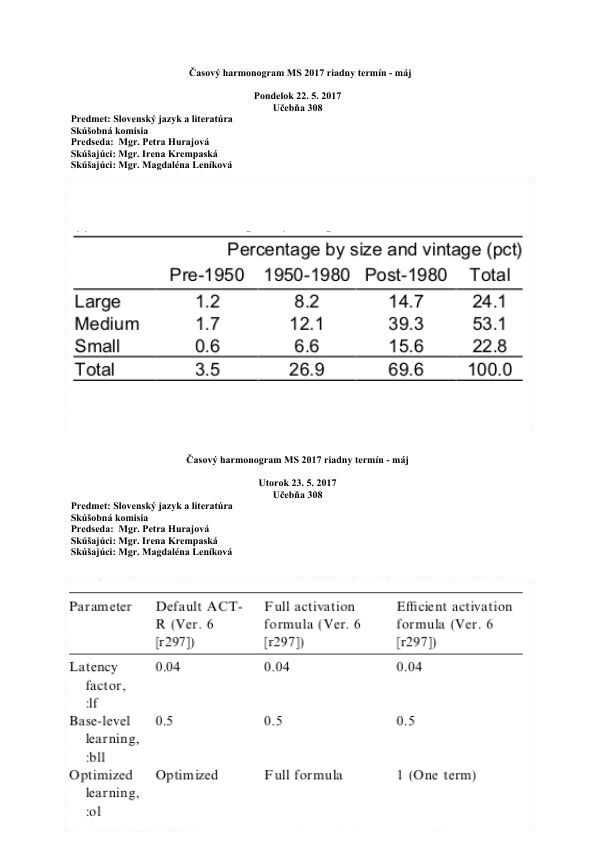 Časový harmonogram MS 2017 riadny termín - máj
Pondelok 22. 5. 2017
Učebňa 308
Predmet: Slovenský jazyk a literatúra
Skúšobná komisia
Predseda: Mgr. Petra Hurajová
Skúšajúci: Mgr. Irena Krempaská
Skúšajúci: Mgr. Magdaléna Leníková
Percentage by size and vintage (pct)
Pre-1950 1950-1980 Post-1980 Total
Large 1.2 8.2 14.7 24.1
Medium 1.7 12.1 39.3 53.1
Small 0.6 6.6 15.6 22.8
Total 3.5 26.9 69.6 100.0
Časový harmonogram MS 2017 riadny termín - máj
Utorok 23. 5. 2017
Učebňa 308
Predmet: Slovenský jazyk a literatúra
Skúšobná komisia
Predseda: Mgr. Petra Hurajová
Skúšajúci: Mgr. Irena Krempaská
Skúšajúci: Mgr. Magdaléna Leníková
Parameter Default ACT- Full activation Efficient activation
R (Ver. 6 formula (Ver. 6 formula (Ver. 6
[r297]) [r297]) [r297])
Latency 0.04 0.04 0.04
factor,
:lf
Base-level 0.5 0.5 0.5
learning,
:bll
Optimized Optimized Full formula 1 (One term)
learning,
:ol